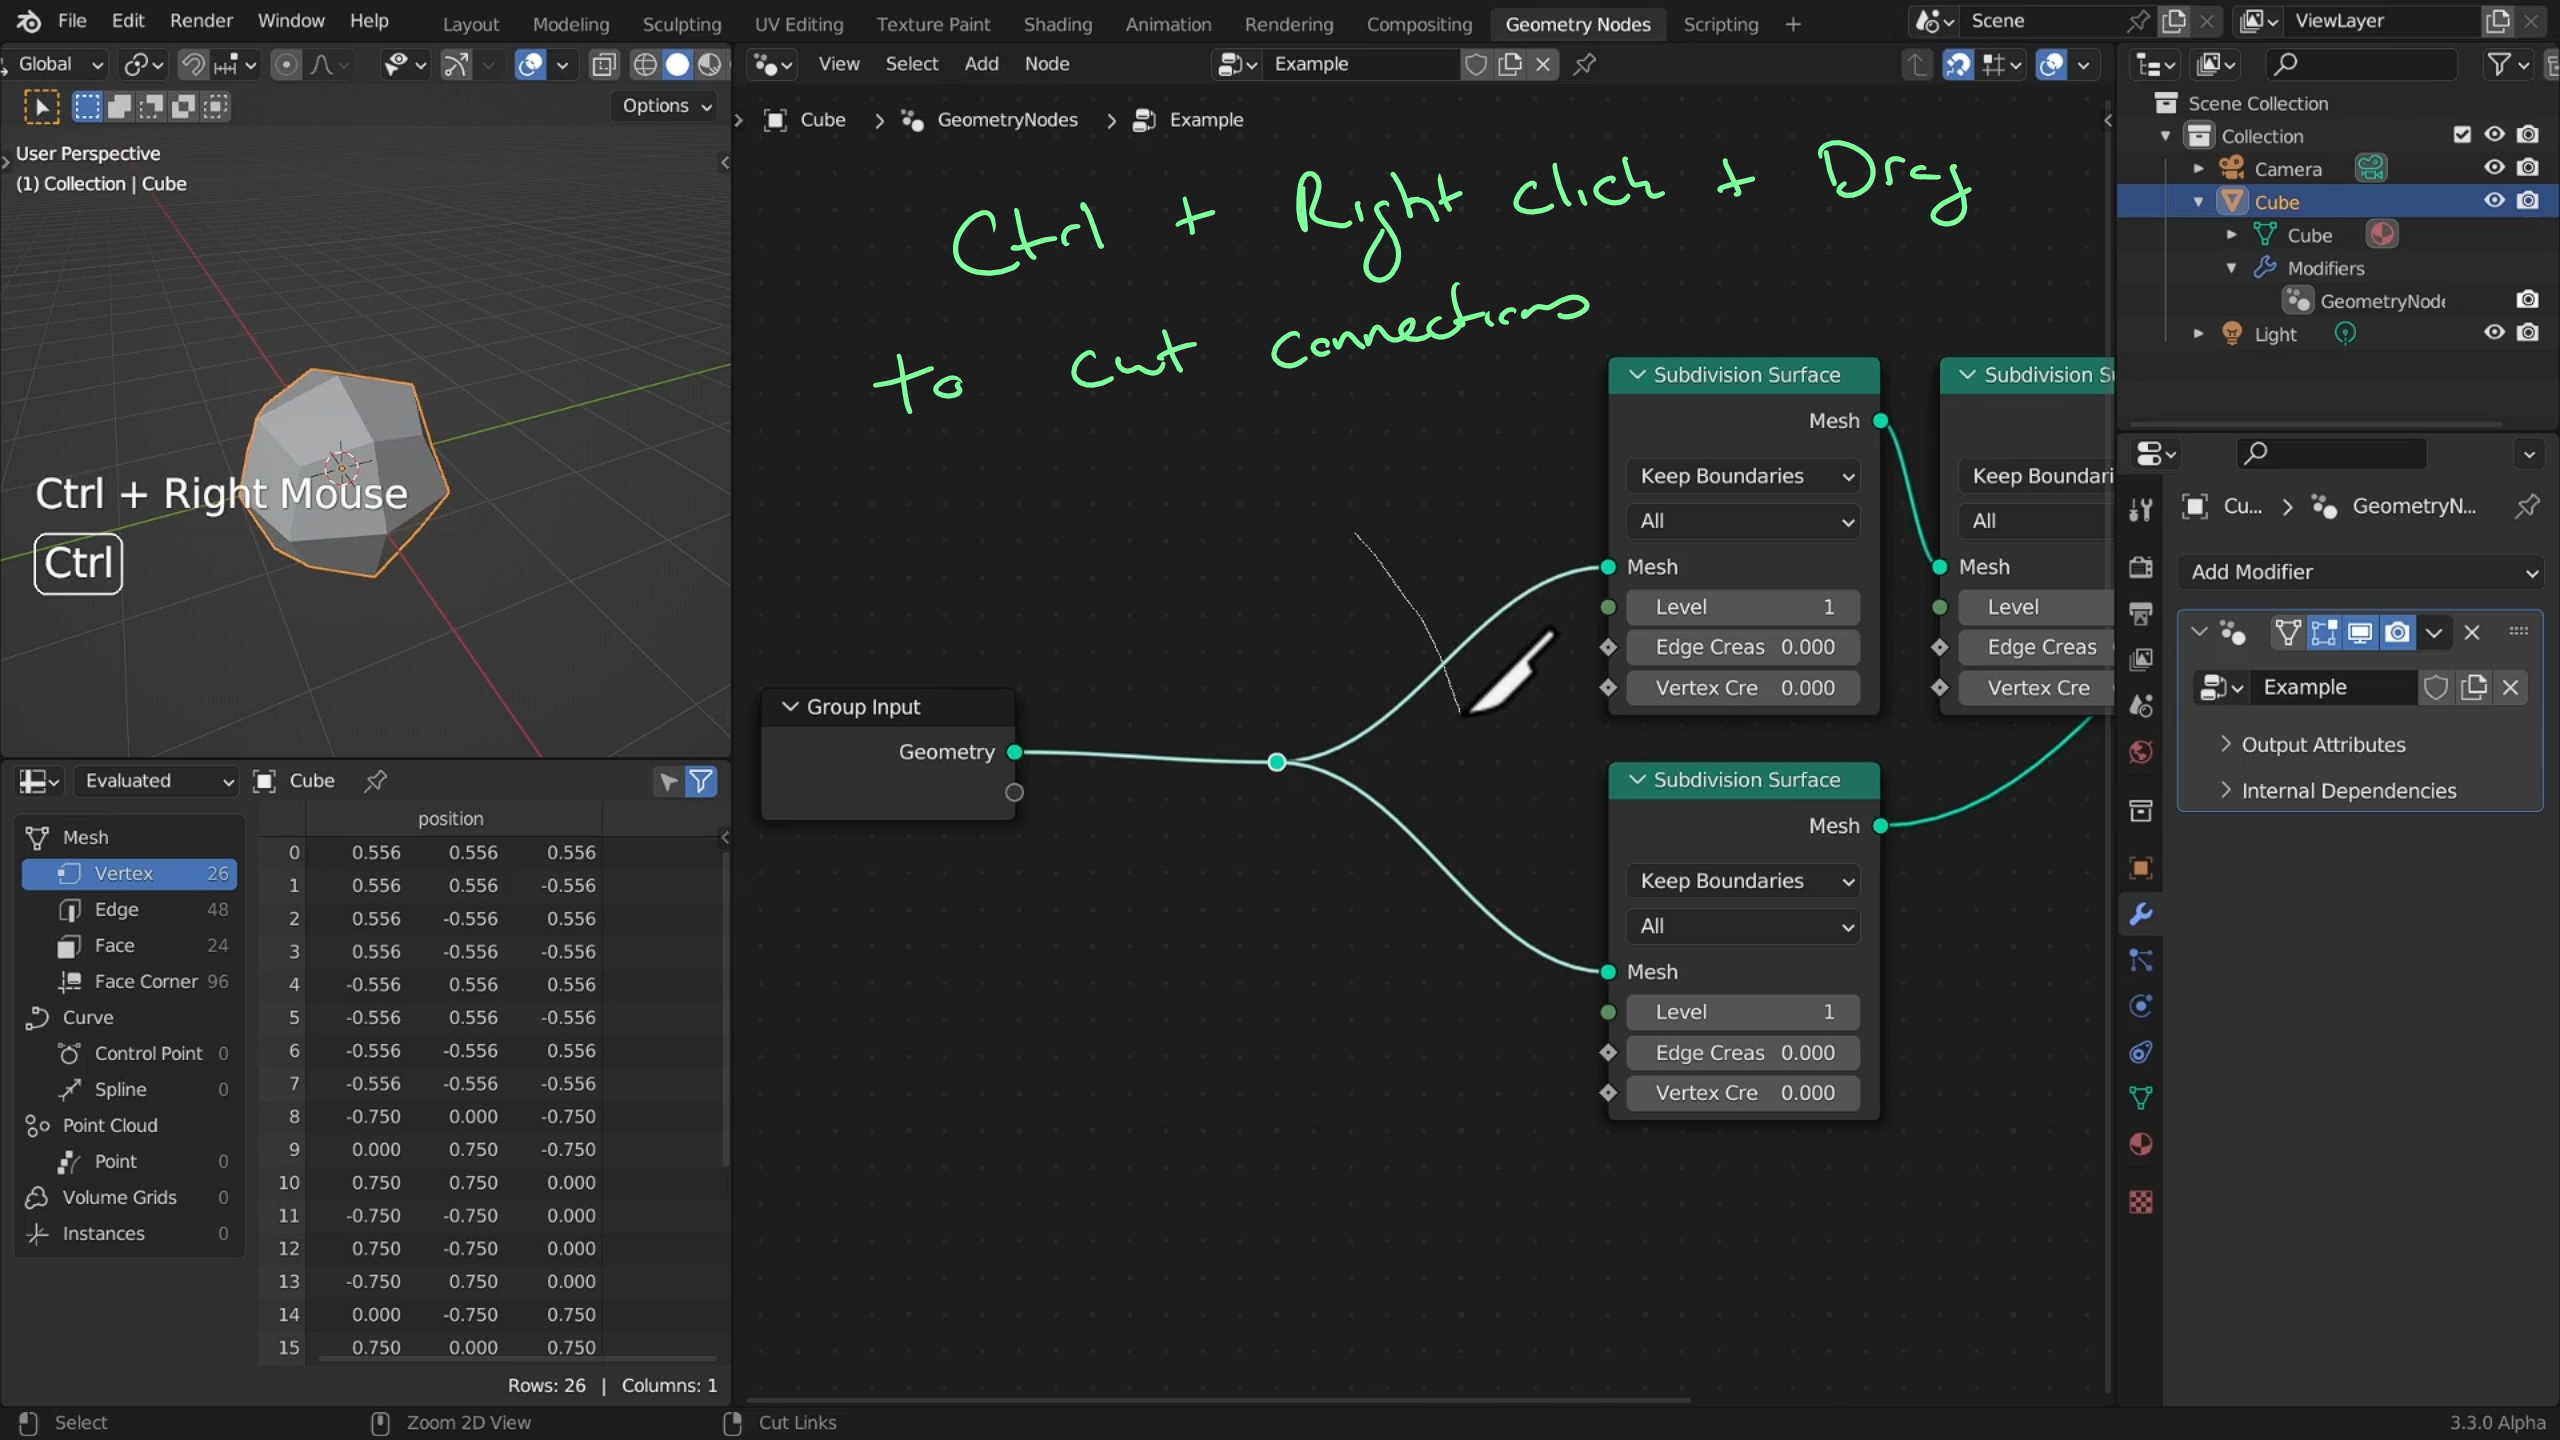 File Edit Render Window Help Layout Modeling Sculpting UV Editing Texture Paint Shading Animation Rendering Compositing Geometry Nodes Scripting + Scene ViewLayer
Global View Select Add Node Example
Options
Cube > GeometryNodes > Example
User Perspective
(1) Collection | Cube
Ctrl + Right click + Drag
to cut connections
Ctrl + Right Mouse
Ctrl
Group Input
Geometry
Subdivision Surface
Mesh
Keep Boundaries
All
Mesh
Level 1
Edge Creas 0.000
Vertex Cre 0.000
Subdivision Su
Keep Boundari
All
Mesh
Level
Edge Creas
Vertex Cre
Subdivision Surface
Mesh
Keep Boundaries
All
Mesh
Level 1
Edge Creas 0.000
Vertex Cre 0.000
Evaluated Cube
Mesh
Vertex 26
Edge 48
Face 24
Face Corner 96
Curve
Control Point 0
Spline 0
Point Cloud
Point 0
Volume Grids 0
Instances 0
position
0 0.556 0.556 0.556
1 0.556 0.556 -0.556
2 0.556 -0.556 0.556
3 0.556 -0.556 -0.556
4 -0.556 0.556 0.556
5 -0.556 0.556 -0.556
6 -0.556 -0.556 0.556
7 -0.556 -0.556 -0.556
8 -0.750 0.000 -0.750
9 0.000 0.750 -0.750
10 0.750 0.750 0.000
11 -0.750 -0.750 0.000
12 0.750 -0.750 0.000
13 -0.750 0.750 0.000
14 0.000 -0.750 0.750
15 0.750 0.000 0.750
Rows: 26 | Columns: 1
Scene Collection
Collection
Camera
Cube
Cube
Modifiers
GeometryNode
Light
Cu... > GeometryN...
Add Modifier
Example
Output Attributes
Internal Dependencies
Select Zoom 2D View Cut Links 3.3.0 Alpha